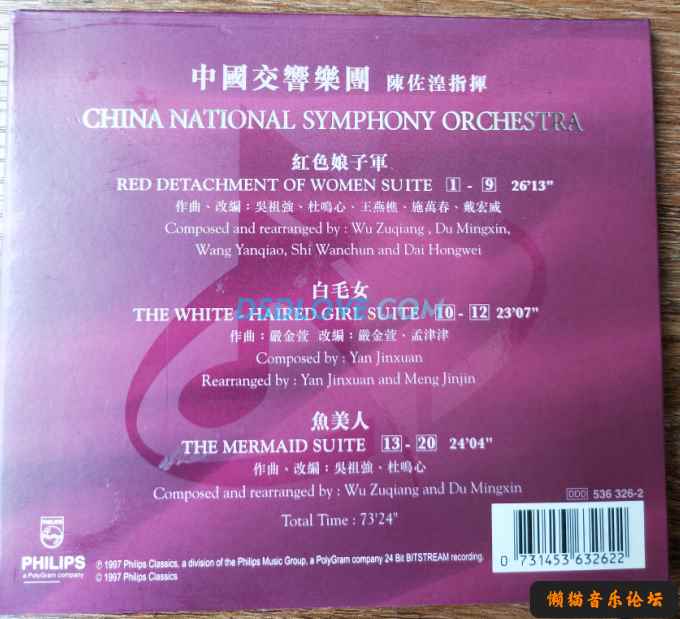 中國交響樂團 陳佐湟指揮
CHINA NATIONAL SYMPHONY ORCHESTRA
紅色娘子軍
RED DETACHMENT OF WOMEN SUITE 1 - 9 26'13"
作曲、改編：吳祖強、杜鳴心、王燕樵、施萬春、戴宏威
Composed and rearranged by : Wu Zuqiang , Du Mingxin,
Wang Yanqiao, Shi Wanchun and Dai Hongwei
白毛女
DSDLOVE.COM
THE WHITE - HAIRED GIRL SUITE 10 - 12 23'07"
作曲：嚴金萱 改編：嚴金萱、孟津津
Composed by : Yan Jinxuan
Rearranged by : Yan Jinxuan and Meng Jinjin
魚美人
THE MERMAID SUITE 13 - 20 24'04"
作曲、改編：吳祖強、杜鳴心
Composed and rearranged by : Wu Zuqiang and Du Mingxin
DDD 536 326-2
Total Time : 73'24"
PHILIPS
PHILIPS
a PolyGram company
℗ 1997 Philips Classics, a division of the Philips Music Group, a PolyGram company 24 Bit BITSTREAM recording.
© 1997 Philips Classics
0 731453 632622
懒猫音乐论坛